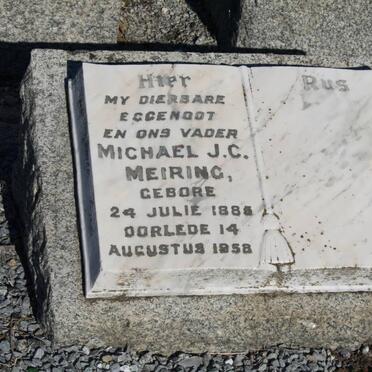 Hier Rus
MY DIERBARE
EGGENOOT
EN ONS VADER
MICHAEL J.C.
MEIRING,
GEBORE
24 JULIE 1888
OORLEDE 14
AUGUSTUS 1958